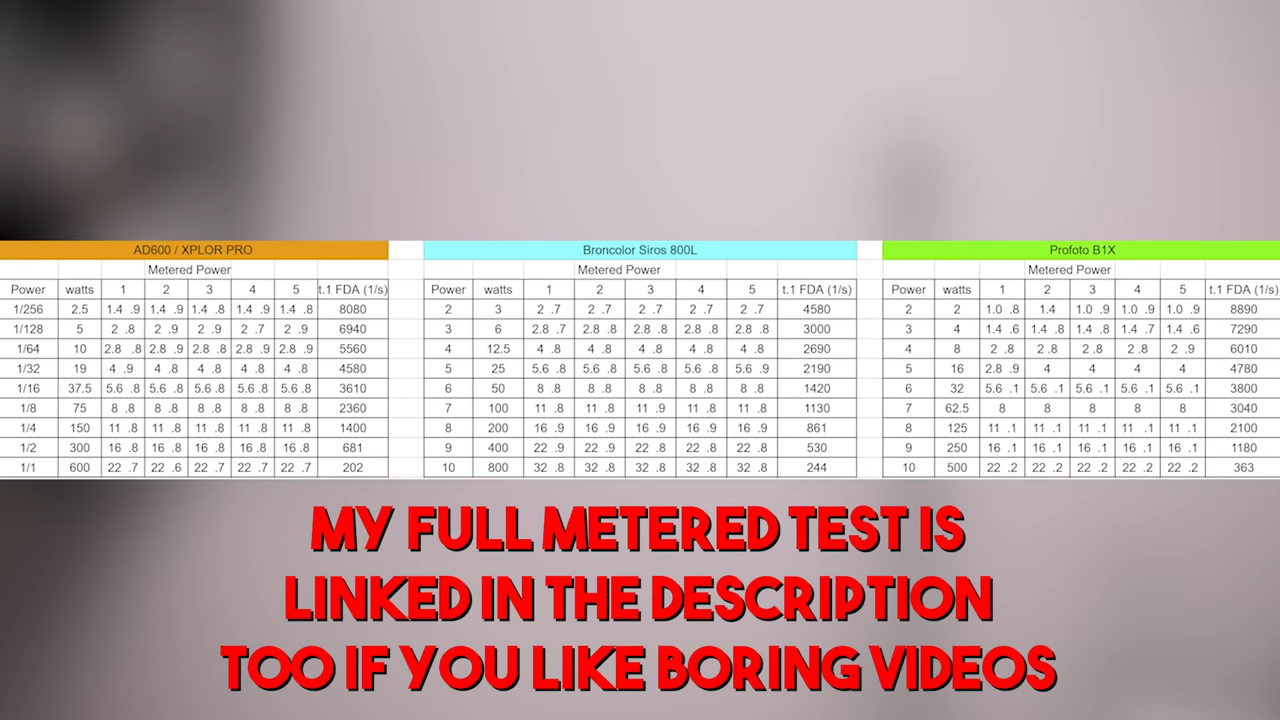 AD600 / XPLOR PRO Broncolor Siros 800L Profoto B1X
Metered Power Metered Power Metered Power
Power watts 1 2 3 4 5 t.1 FDA (1/s) Power watts 1 2 3 4 5 t.1 FDA (1/s) Power watts 1 2 3 4 5 t.1 FDA (1/s)
1/256 2.5 1.4 .9 1.4 .9 1.4 .8 1.4 .9 1.4 .8 8080 2 3 2 .7 2 .7 2 .7 2 .7 2 .7 4580 2 2 1.0 .8 1.4 1.0 .9 1.0 .9 1.0 .9 8890
1/128 5 2 .8 2 .9 2 .9 2 .7 2 .9 6940 3 6 2.8 .7 2.8 .8 2.8 .8 2.8 .8 2.8 .8 3000 3 4 1.4 .8 1.4 .8 1.4 .8 1.4 .7 1.4 .6 7290
1/64 10 2.8 .8 2.8 .9 2.8 .8 2.8 .9 2.8 .9 5560 4 12.5 4 .8 4 .8 4 .8 4 .8 4 .8 2690 4 8 2 .8 2 .8 2 .8 2 .8 2 .9 6010
1/32 19 4 .9 4 .8 4 .8 4 .8 4 .8 4580 5 25 5.6 .8 5.6 .8 5.6 .8 5.6 .8 5.6 .9 2190 5 16 2.8 .9 4 4 4 4 4780
1/16 37.5 5.6 .8 5.6 .8 5.6 .8 5.6 .8 5.6 .8 3610 6 50 8 .8 8 .8 8 .8 8 .8 8 .8 1420 6 32 5.6 .1 5.6 .1 5.6 .1 5.6 .1 5.6 .1 3800
1/8 75 8 .8 8 .8 8 .8 8 .8 8 .8 2360 7 100 11 .8 11 .8 11 .9 11 .8 11 .8 1130 7 62.5 8 8 8 8 8 3040
1/4 150 11 .8 11 .8 11 .8 11 .8 11 .8 1400 8 200 16 .9 16 .9 16 .9 16 .9 16 .9 861 8 125 11 .1 11 .1 11 .1 11 .1 11 .1 2100
1/2 300 16 .8 16 .8 16 .8 16 .8 16 .8 681 9 400 22 .9 22 .9 22 .8 22 .8 22 .8 530 9 250 16 .1 16 .1 16 .1 16 .1 16 .1 1180
1/1 600 22 .7 22 .6 22 .7 22 .7 22 .7 202 10 800 32 .8 32 .8 32 .8 32 .8 32 .8 244 10 500 22 .2 22 .2 22 .2 22 .2 22 .2 363
MY FULL METERED TEST IS
LINKED IN THE DESCRIPTION
TOO IF YOU LIKE BORING VIDEOS